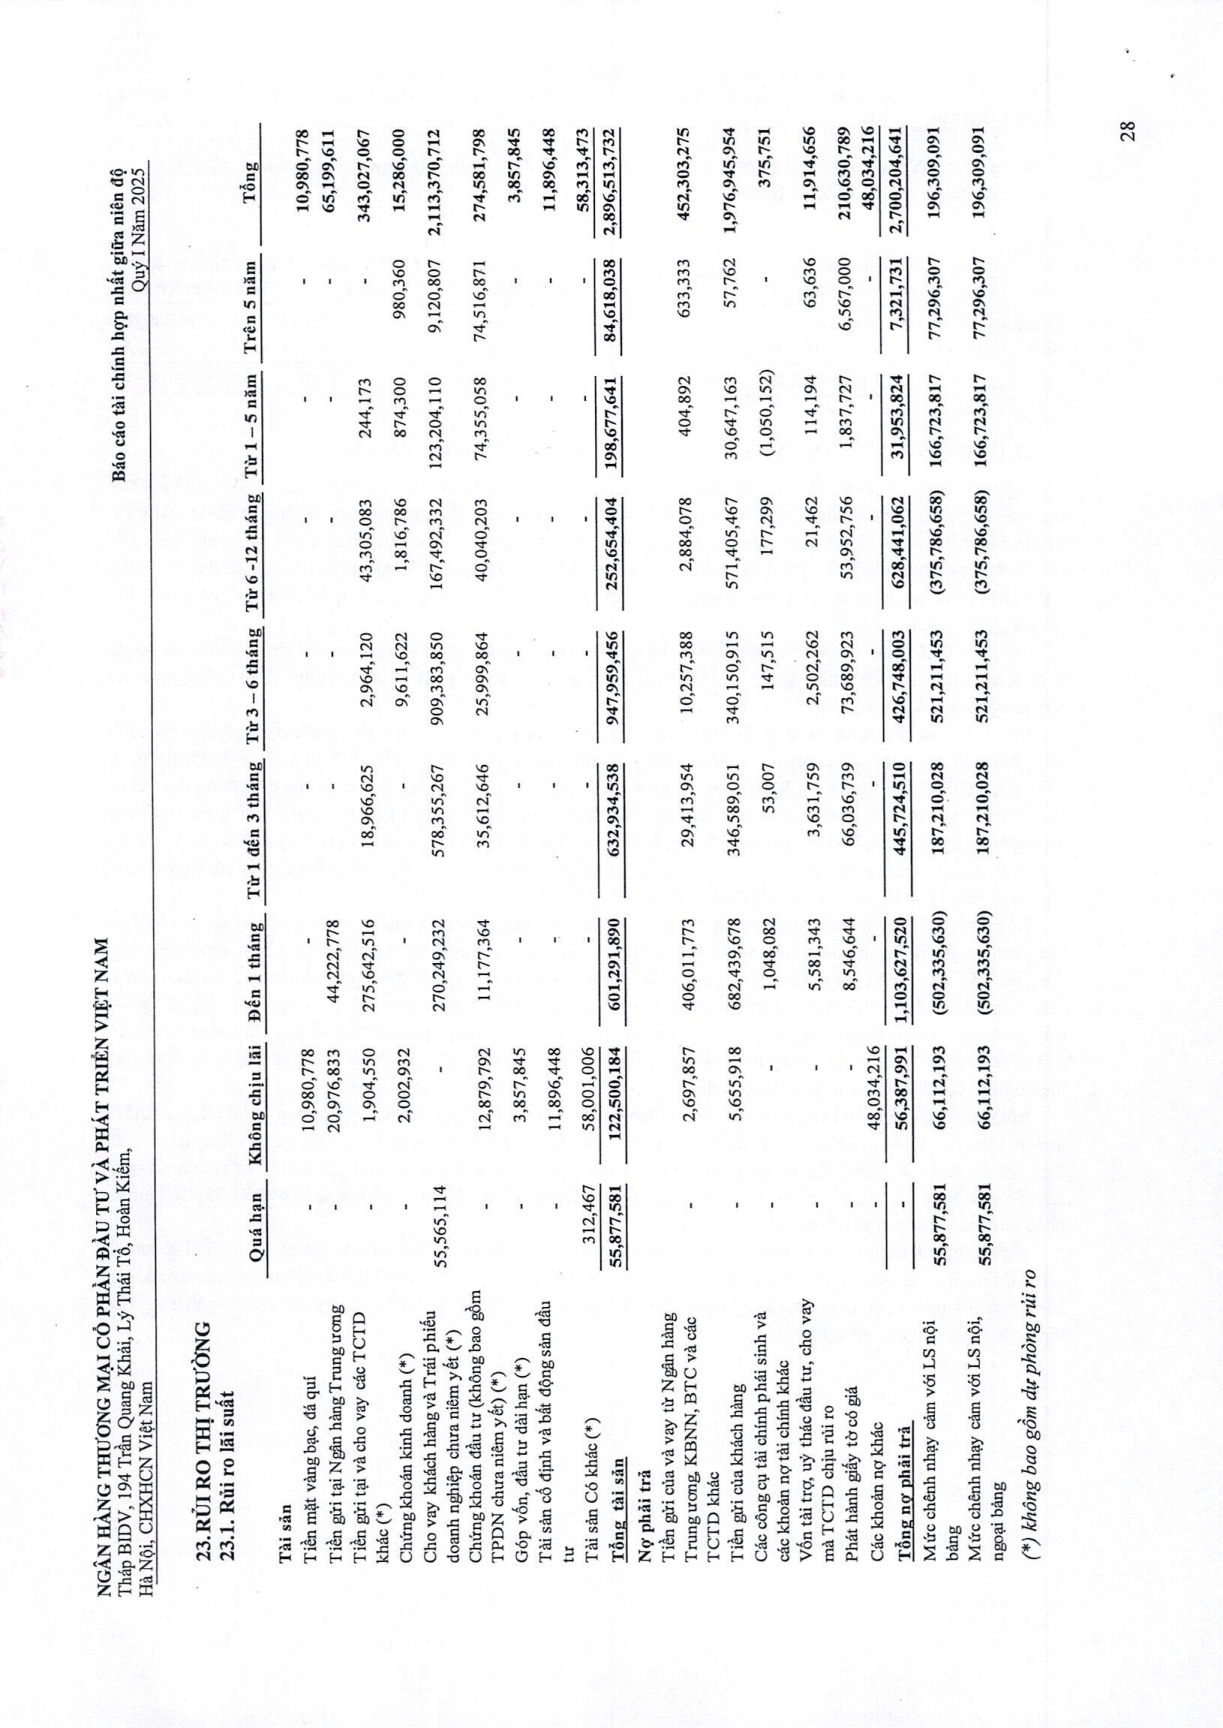 NGÂN HÀNG THƯƠNG MẠI CỔ PHẦN ĐẦU TƯ VÀ PHÁT TRIỂN VIỆT NAM
Tháp BIDV, 194 Trần Quang Khải, Lý Thái Tổ, Hoàn Kiếm,
Hà Nội, CHXHCN Việt Nam
Báo cáo tài chính hợp nhất giữa niên độ
Quý I Năm 2025
23.RỦI RO THỊ TRƯỜNG
23.1. Rủi ro lãi suất
Quá hạn Không chịu lãi Đến 1 tháng Từ 1 đến 3 tháng Từ 3 – 6 tháng Từ 6 -12 tháng Từ 1 – 5 năm Trên 5 năm Tổng
Tài sản
Tiền mặt vàng bạc, đá quí - 10,980,778 - - - - - - 10,980,778
Tiền gửi tại Ngân hàng Trung ương - 20,976,833 44,222,778 - - - - - 65,199,611
Tiền gửi tại và cho vay các TCTD - 1,904,550 275,642,516 18,966,625 2,964,120 43,305,083 244,173 - 343,027,067
khác (*)
Chứng khoán kinh doanh (*) - 2,002,932 - - 9,611,622 1,816,786 874,300 980,360 15,286,000
Cho vay khách hàng và Trái phiếu
doanh nghiệp chưa niêm yết (*) 55,565,114 - 270,249,232 578,355,267 909,383,850 167,492,332 123,204,110 9,120,807 2,113,370,712
Chứng khoán đầu tư (không bao gồm - 12,879,792 11,177,364 35,612,646 25,999,864 40,040,203 74,355,058 74,516,871 274,581,798
TPDN chưa niêm yết) (*)
Góp vốn, đầu tư dài hạn (*) - 3,857,845 - - - - - - 3,857,845
Tài sản cố định và bất động sản đầu - 11,896,448 - - - - - - 11,896,448
tư
Tài sản Có khác (*) 312,467 58,001,006 - - - - - - 58,313,473
Tổng tài sản 55,877,581 122,500,184 601,291,890 632,934,538 947,959,456 252,654,404 198,677,641 84,618,038 2,896,513,732
Nợ phải trả
Tiền gửi của và vay từ Ngân hàng
Trung ương, KBNN, BTC và các - 2,697,857 406,011,773 29,413,954 10,257,388 2,884,078 404,892 633,333 452,303,275
TCTD khác
Tiền gửi của khách hàng - 5,655,918 682,439,678 346,589,051 340,150,915 571,405,467 30,647,163 57,762 1,976,945,954
Các công cụ tài chính phái sinh và - - 1,048,082 53,007 147,515 177,299 (1,050,152) - 375,751
các khoản nợ tài chính khác
Vốn tài trợ, uỷ thác đầu tư, cho vay - - 5,581,343 3,631,759 2,502,262 21,462 114,194 63,636 11,914,656
mà TCTD chịu rủi ro
Phát hành giấy tờ có giá - - 8,546,644 66,036,739 73,689,923 53,952,756 1,837,727 6,567,000 210,630,789
Các khoản nợ khác - 48,034,216 - - - - - - 48,034,216
Tổng nợ phải trả - 56,387,991 1,103,627,520 445,724,510 426,748,003 628,441,062 31,953,824 7,321,731 2,700,204,641
Mức chênh nhạy cảm với LS nội 55,877,581 66,112,193 (502,335,630) 187,210,028 521,211,453 (375,786,658) 166,723,817 77,296,307 196,309,091
bảng
Mức chênh nhạy cảm với LS nội, 55,877,581 66,112,193 (502,335,630) 187,210,028 521,211,453 (375,786,658) 166,723,817 77,296,307 196,309,091
ngoại bảng
(*) không bao gồm dự phòng rủi ro
28